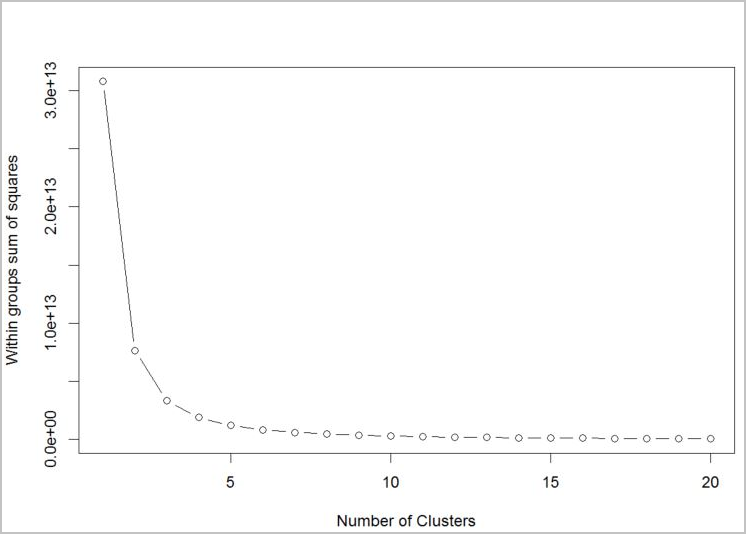 Within groups sum of squares
3.0e+13
2.0e+13
1.0e+13
0.0e+00
5 10 15 20
Number of Clusters